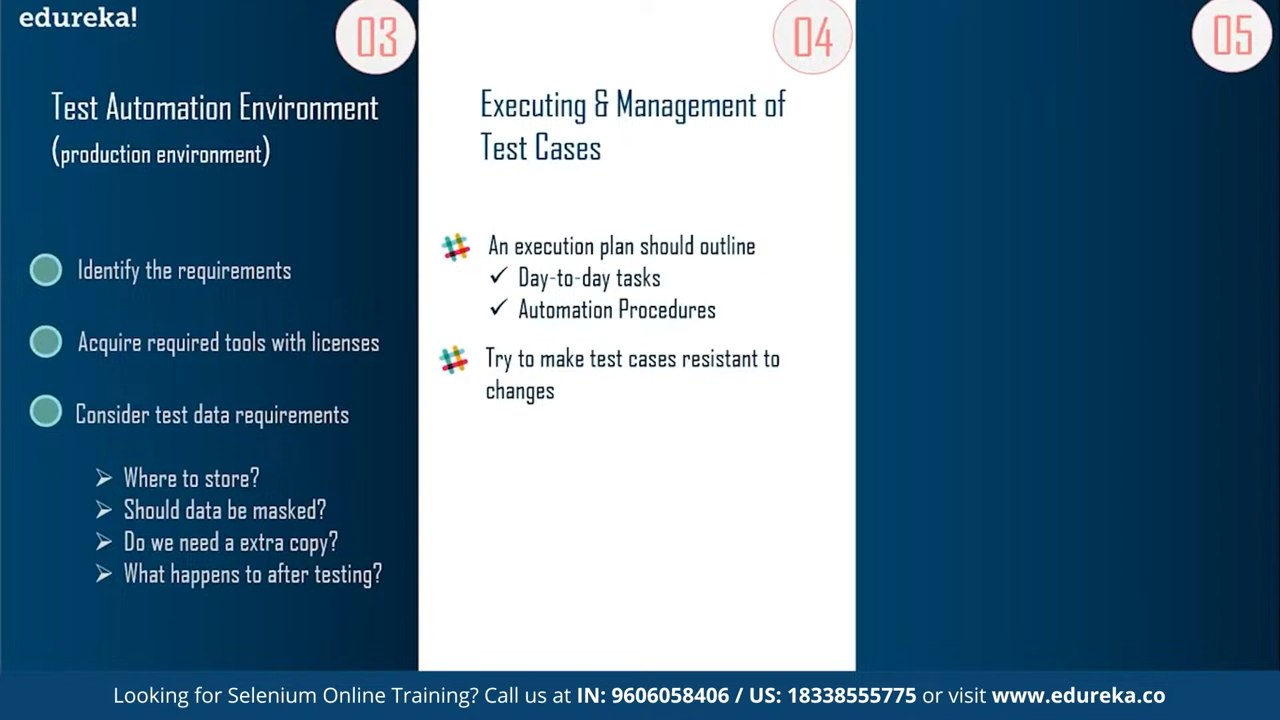 edureka!
03
Test Automation Environment
(production environment)
Identify the requirements
Acquire required tools with licenses
Consider test data requirements
Where to store?
Should data be masked?
Do we need a extra copy?
What happens to after testing?
04
Executing & Management of
Test Cases
An execution plan should outline
Day-to-day tasks
Automation Procedures
Try to make test cases resistant to
changes
05
Looking for Selenium Online Training? Call us at IN: 9606058406 / US: 18338555775 or visit www.edureka.co